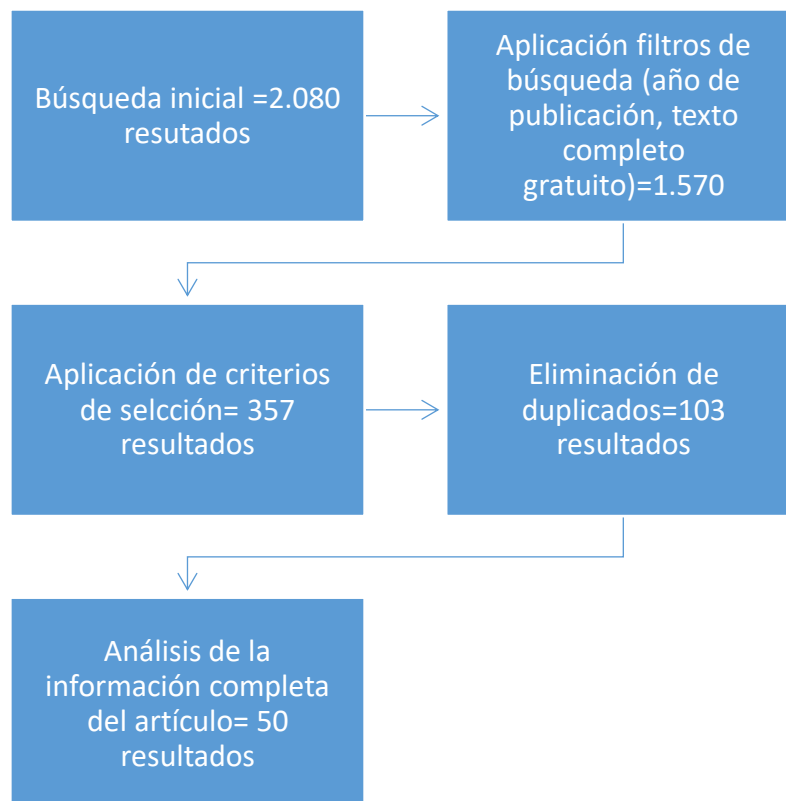 Búsqueda inicial =2.080
resutados
Aplicación filtros de
búsqueda (año de
publicación, texto
completo
gratuito)=1.570
Aplicación de criterios
de selcción= 357
resultados
Eliminación de
duplicados=103
resultados
Análisis de la
información completa
del artículo= 50
resultados